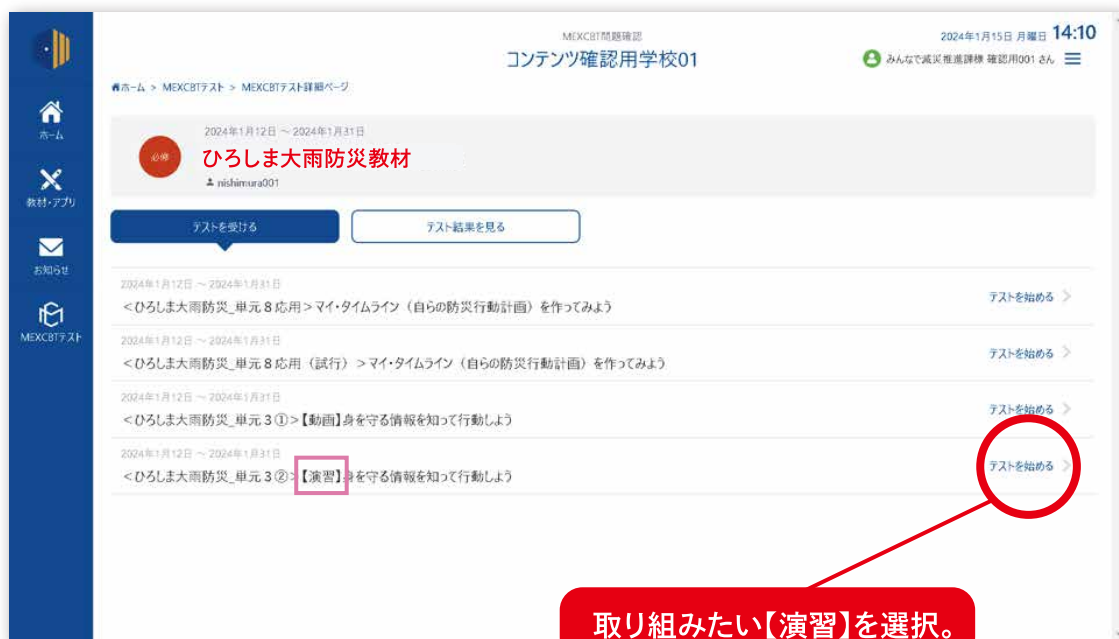 MEXCBT問題確認
コンテンツ確認用学校01
2024年1月15日 月曜日 14:10
みんなで減災推進課様 確認用001 さん
ホーム > MEXCBTテスト > MEXCBTテスト詳細ページ
ホーム
教材・アプリ
お知らせ
MEXCBTテスト
2024年1月12日 ～ 2024年1月31日
必修
ひろしま大雨防災教材
nishimura001
テストを受ける
テスト結果を見る
2024年1月12日 ～ 2024年1月31日
＜ひろしま大雨防災_単元８応用＞マイ・タイムライン（自らの防災行動計画）を作ってみよう
テストを始める
2024年1月12日 ～ 2024年1月31日
＜ひろしま大雨防災_単元８応用（試行）＞マイ・タイムライン（自らの防災行動計画）を作ってみよう
テストを始める
2024年1月12日 ～ 2024年1月31日
＜ひろしま大雨防災_単元３①＞【動画】身を守る情報を知って行動しよう
テストを始める
2024年1月12日 ～ 2024年1月31日
＜ひろしま大雨防災_単元３②＞【演習】身を守る情報を知って行動しよう
テストを始める
取り組みたい【演習】を選択。